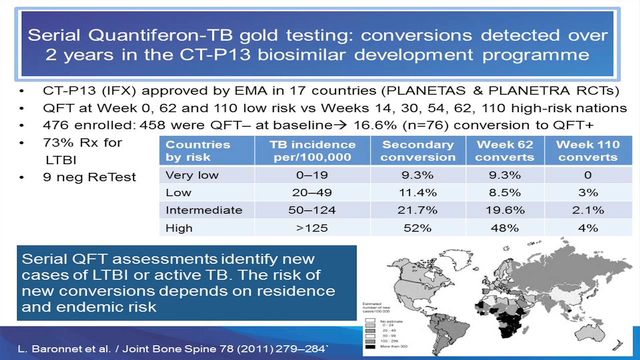 Serial Quantiferon-TB gold testing: conversions detected over
2 years in the CT-P13 biosimilar development programme
• CT-P13 (IFX) approved by EMA in 17 countries (PLANETAS & PLANETRA RCTs)
• QFT at Week 0, 62 and 110 low risk vs Weeks 14, 30, 54, 62, 110 high-risk nations
• 476 enrolled: 458 were QFT– at baseline→ 16.6% (n=76) conversion to QFT+
• 73% Rx for
LTBI
• 9 neg ReTest
Countries by risk TB incidence per/100,000 Secondary conversion Week 62 converts Week 110 converts
Very low 0–19 9.3% 9.3% 0
Low 20–49 11.4% 8.5% 3%
Intermediate 50–124 21.7% 19.6% 2.1%
High >125 52% 48% 4%
Serial QFT assessments identify new
cases of LTBI or active TB. The risk of
new conversions depends on residence
and endemic risk
Estimated
number of new
No estimate
L. Baronnet et al. / Joint Bone Spine 78 (2011) 279–284`